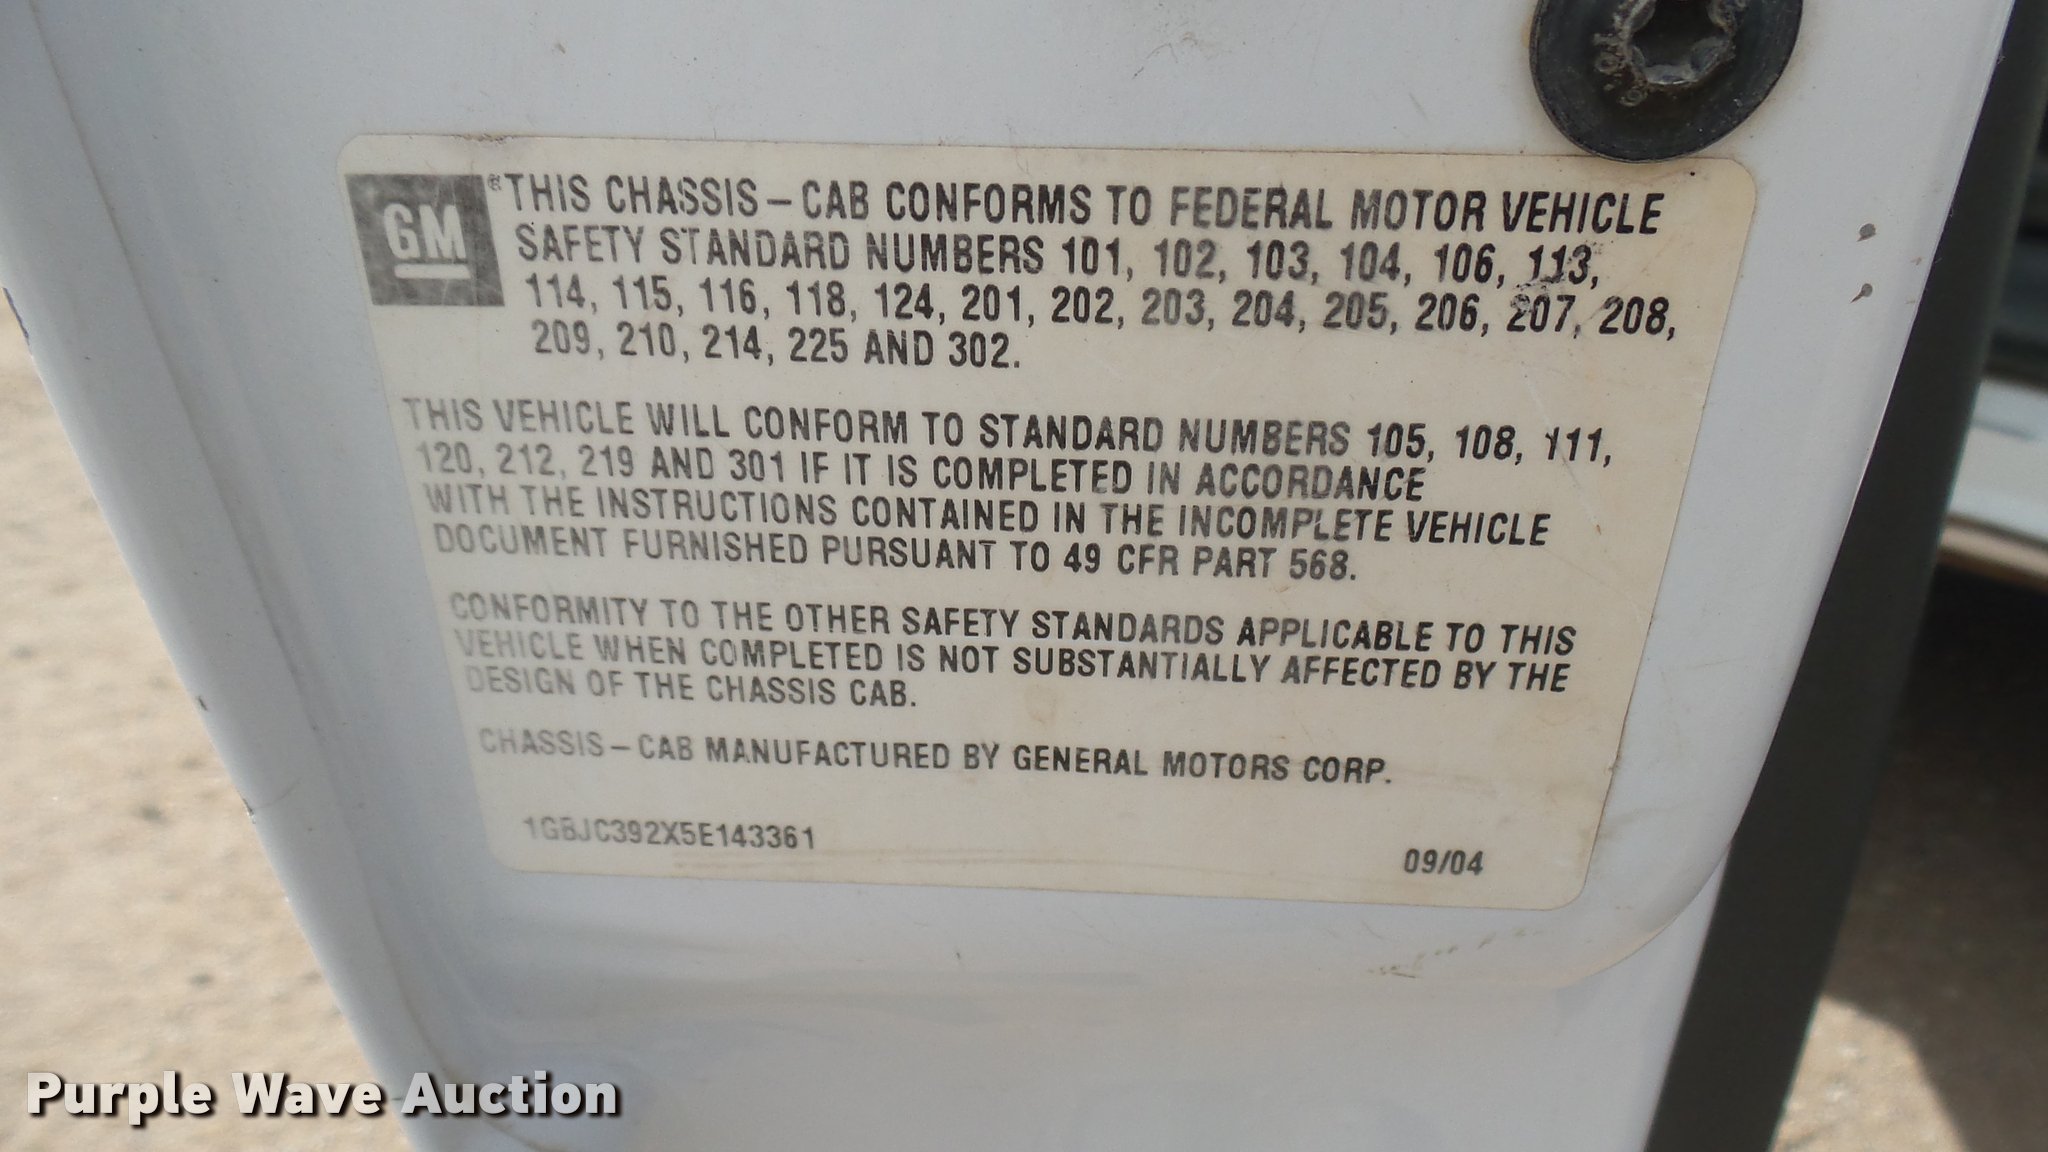 GM® THIS CHASSIS – CAB CONFORMS TO FEDERAL MOTOR VEHICLE
SAFETY STANDARD NUMBERS 101, 102, 103, 104, 106, 113,
114, 115, 116, 118, 124, 201, 202, 203, 204, 205, 206, 207, 208,
209, 210, 214, 225 AND 302.
THIS VEHICLE WILL CONFORM TO STANDARD NUMBERS 105, 108, 111,
120, 212, 219 AND 301 IF IT IS COMPLETED IN ACCORDANCE
WITH THE INSTRUCTIONS CONTAINED IN THE INCOMPLETE VEHICLE
DOCUMENT FURNISHED PURSUANT TO 49 CFR PART 568.
CONFORMITY TO THE OTHER SAFETY STANDARDS APPLICABLE TO THIS
VEHICLE WHEN COMPLETED IS NOT SUBSTANTIALLY AFFECTED BY THE
DESIGN OF THE CHASSIS CAB.
CHASSIS – CAB MANUFACTURED BY GENERAL MOTORS CORP.
1GBJC392X5E143361
09/04
Purple Wave Auction